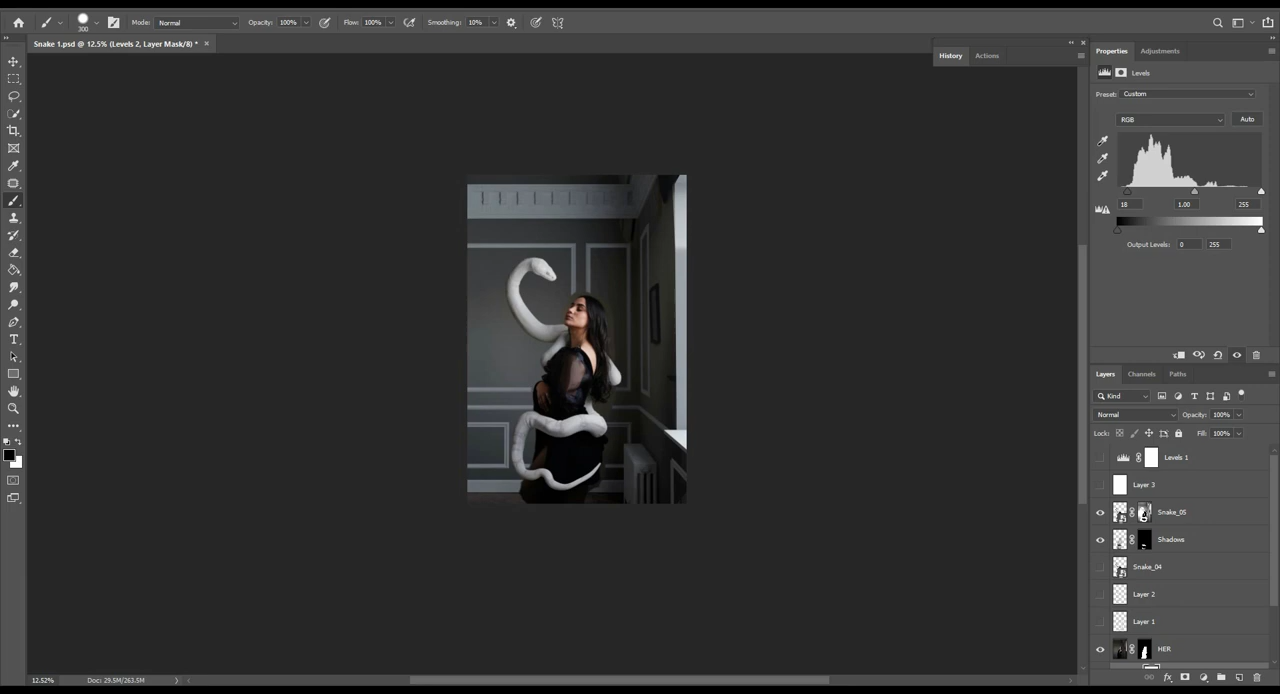 Mode: Normal Opacity: 100% Flow: 100% Smoothing: 10%
300
Snake 1.psd @ 12.5% (Levels 2, Layer Mask/8) * ×
History Actions
Properties Adjustments
Levels
Preset: Custom
RGB Auto
18 1.00 255
Output Levels: 0 255
Layers Channels Paths
Kind
Normal Opacity: 100%
Lock: Fill: 100%
Levels 1
Layer 3
Snake_05
Shadows
Snake_04
Layer 2
Layer 1
HER
12.52% Doc: 29.5M/263.5M